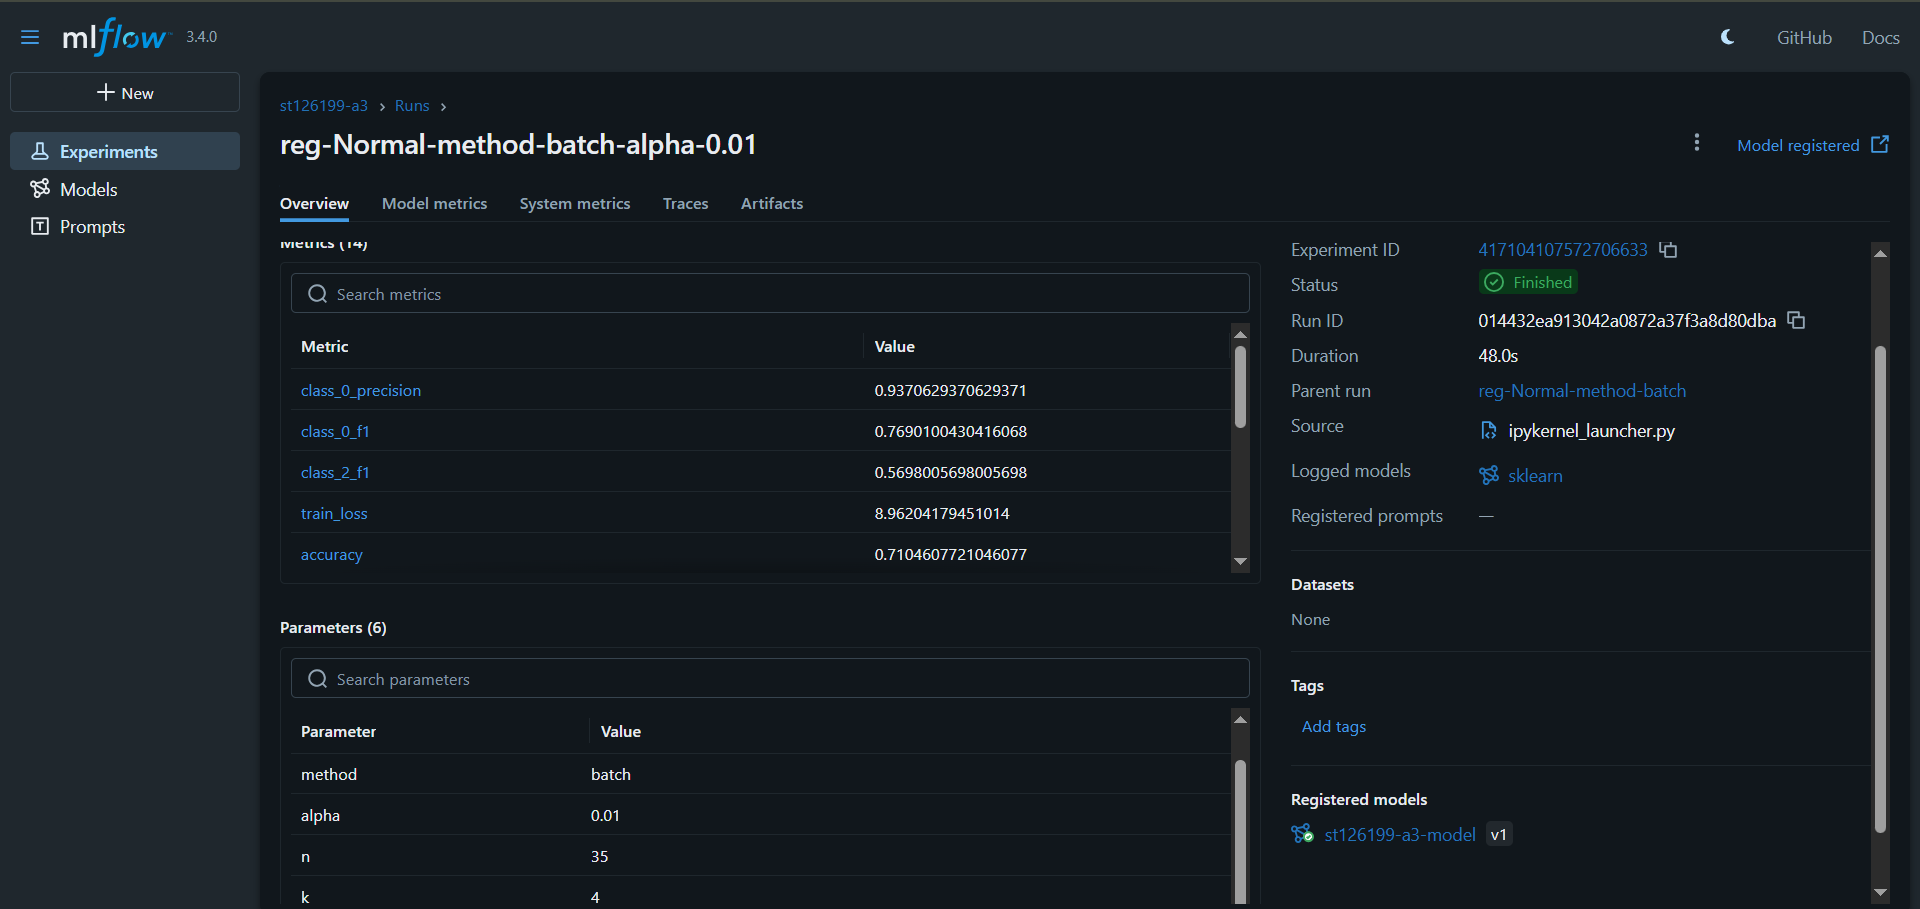 mlflow™ 3.4.0
GitHub
Docs
New
Experiments
Models
Prompts
st126199-a3 › Runs ›
reg-Normal-method-batch-alpha-0.01
Model registered
Overview Model metrics System metrics Traces Artifacts
Metrics (14)
Search metrics
Metric Value
class_0_precision 0.9370629370629371
class_0_f1 0.7690100430416068
class_2_f1 0.5698005698005698
train_loss 8.96204179451014
accuracy 0.7104607721046077
Parameters (6)
Search parameters
Parameter Value
method batch
alpha 0.01
n 35
k 4
Experiment ID 417104107572706633
Status Finished
Run ID 014432ea913042a0872a37f3a8d80dba
Duration 48.0s
Parent run reg-Normal-method-batch
Source ipykernel_launcher.py
Logged models sklearn
Registered prompts —
Datasets
None
Tags
Add tags
Registered models
st126199-a3-model v1